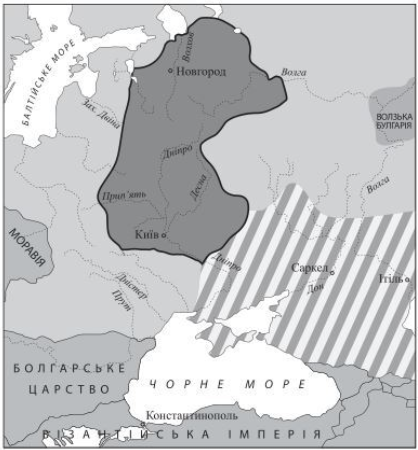 БАЛТІЙСЬКЕ МОРЕ
Волхов
Новгород
Волга
Зах. Двіна
ВОЛЗЬКА
БУЛГАРІЯ
Дніпро
Десна
Волга
Прип'ять
Київ
МОРАВІЯ
Дніпро
Саркел
Дон
Ітіль
Дністер
Прут
БОЛГАРСЬКЕ
ЦАРСТВО
ЧОРНЕ МОРЕ
Константинополь
ВІЗАНТІЙСЬКА ІМПЕРІЯ